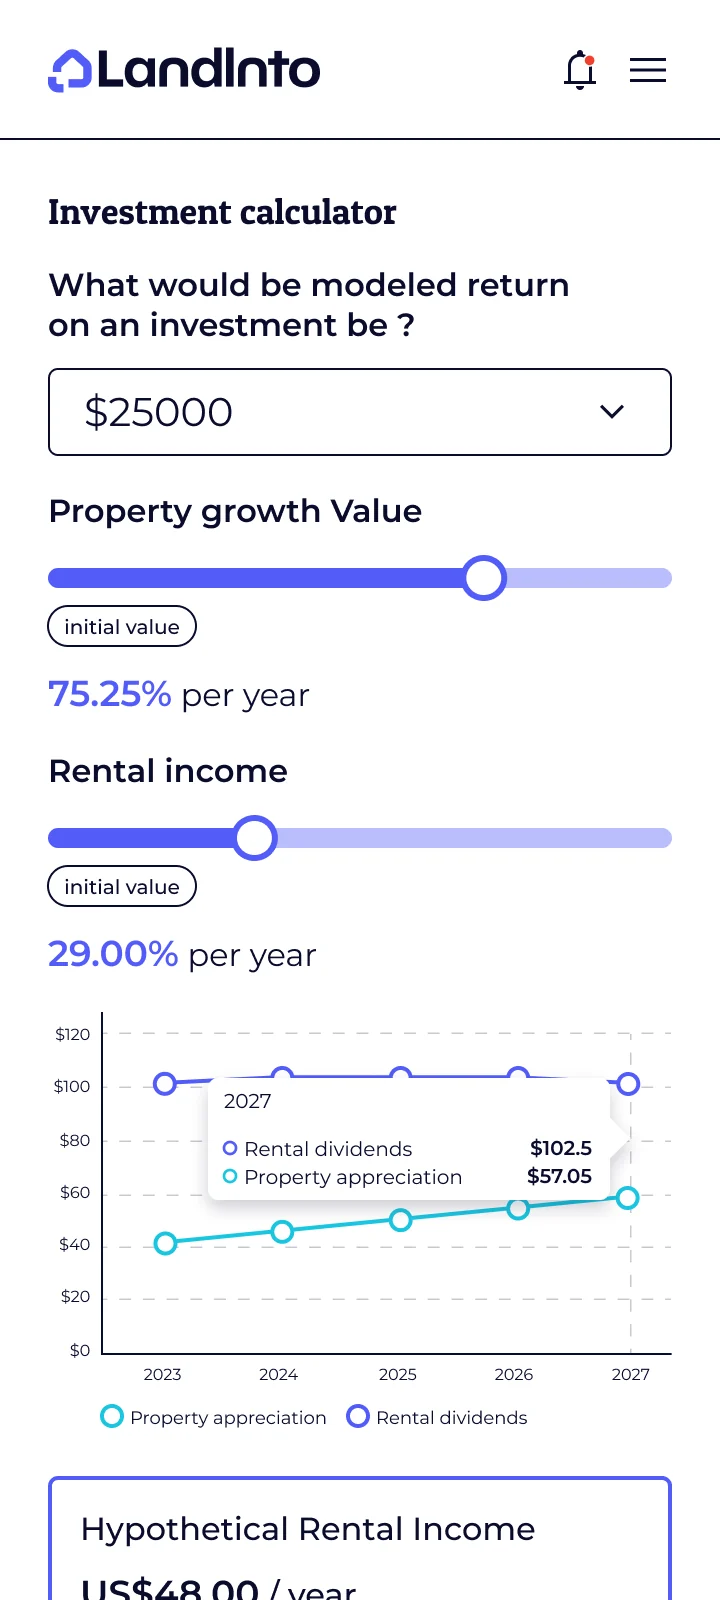 LandInto
Investment calculator
What would be modeled return
on an investment be ?
$25000
Property growth Value
initial value
75.25% per year
Rental income
initial value
29.00% per year
$120
$100
$80
$60
$40
$20
$0
2027
Rental dividends $102.5
Property appreciation $57.05
2023 2024 2025 2026 2027
Property appreciation Rental dividends
Hypothetical Rental Income
US$48.00 / year